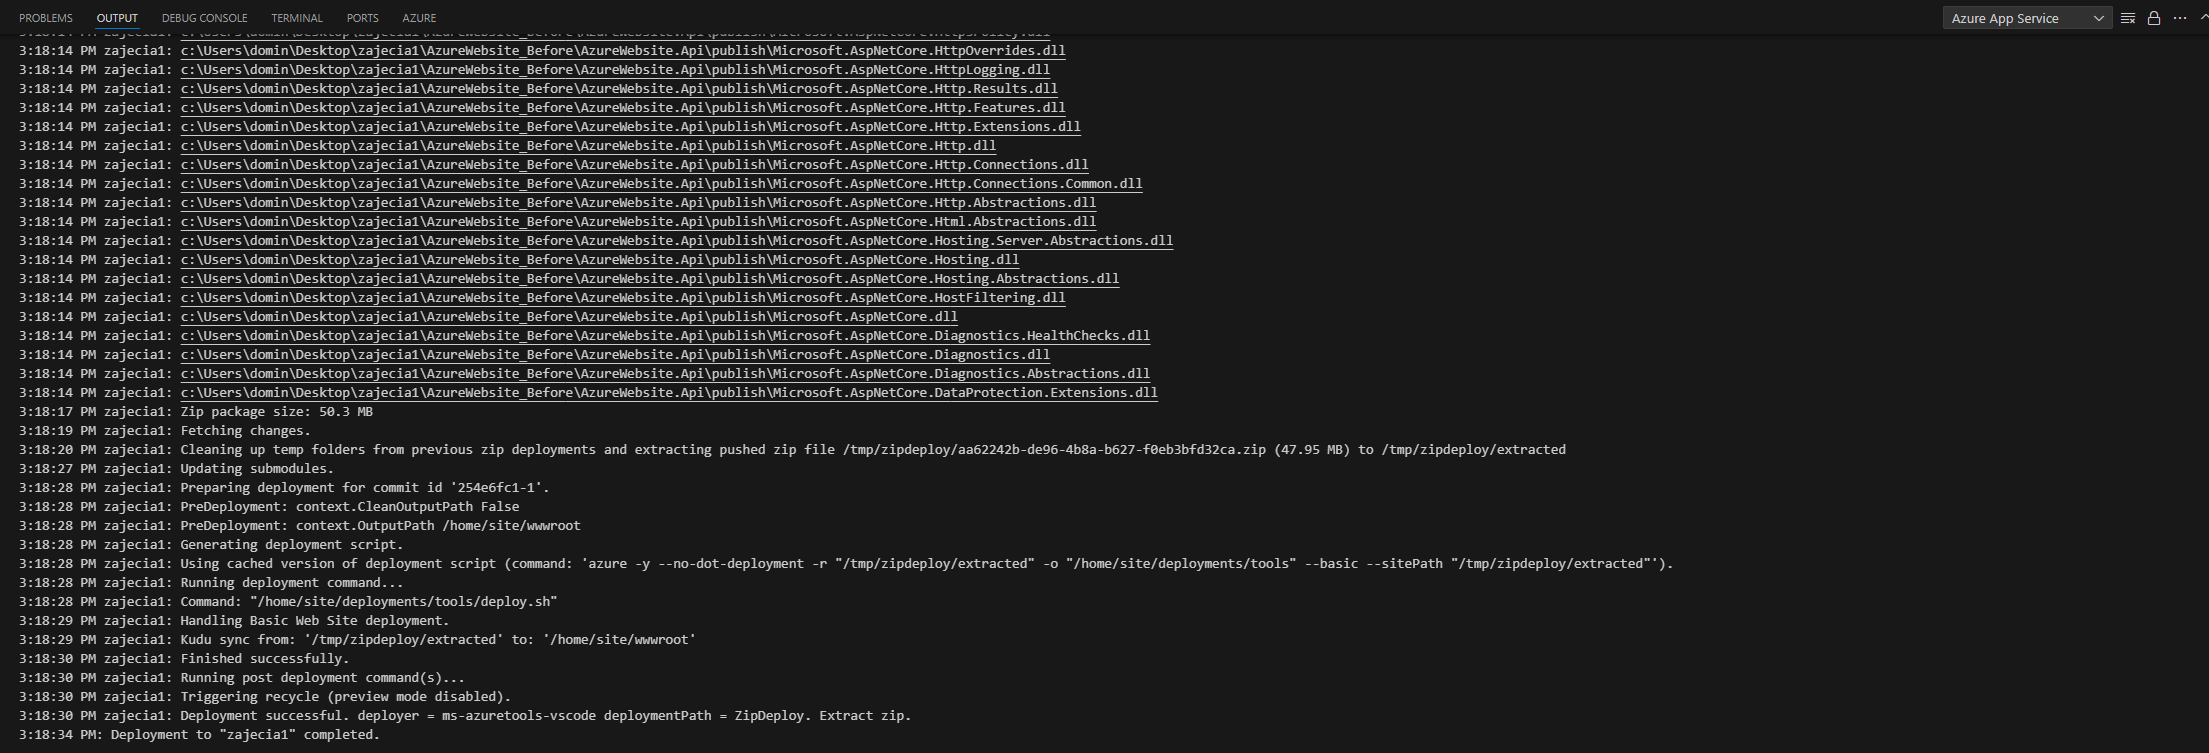 PROBLEMS OUTPUT DEBUG CONSOLE TERMINAL PORTS AZURE Azure App Service
3:18:14 PM zajecia1: c:\Users\domin\Desktop\zajecia1\AzureWebsite_Before\AzureWebsite.Api\publish\Microsoft.AspNetCore.HttpsPolicy.dll
3:18:14 PM zajecia1: c:\Users\domin\Desktop\zajecia1\AzureWebsite_Before\AzureWebsite.Api\publish\Microsoft.AspNetCore.HttpOverrides.dll
3:18:14 PM zajecia1: c:\Users\domin\Desktop\zajecia1\AzureWebsite_Before\AzureWebsite.Api\publish\Microsoft.AspNetCore.HttpLogging.dll
3:18:14 PM zajecia1: c:\Users\domin\Desktop\zajecia1\AzureWebsite_Before\AzureWebsite.Api\publish\Microsoft.AspNetCore.Http.Results.dll
3:18:14 PM zajecia1: c:\Users\domin\Desktop\zajecia1\AzureWebsite_Before\AzureWebsite.Api\publish\Microsoft.AspNetCore.Http.Features.dll
3:18:14 PM zajecia1: c:\Users\domin\Desktop\zajecia1\AzureWebsite_Before\AzureWebsite.Api\publish\Microsoft.AspNetCore.Http.Extensions.dll
3:18:14 PM zajecia1: c:\Users\domin\Desktop\zajecia1\AzureWebsite_Before\AzureWebsite.Api\publish\Microsoft.AspNetCore.Http.dll
3:18:14 PM zajecia1: c:\Users\domin\Desktop\zajecia1\AzureWebsite_Before\AzureWebsite.Api\publish\Microsoft.AspNetCore.Http.Connections.dll
3:18:14 PM zajecia1: c:\Users\domin\Desktop\zajecia1\AzureWebsite_Before\AzureWebsite.Api\publish\Microsoft.AspNetCore.Http.Connections.Common.dll
3:18:14 PM zajecia1: c:\Users\domin\Desktop\zajecia1\AzureWebsite_Before\AzureWebsite.Api\publish\Microsoft.AspNetCore.Http.Abstractions.dll
3:18:14 PM zajecia1: c:\Users\domin\Desktop\zajecia1\AzureWebsite_Before\AzureWebsite.Api\publish\Microsoft.AspNetCore.Html.Abstractions.dll
3:18:14 PM zajecia1: c:\Users\domin\Desktop\zajecia1\AzureWebsite_Before\AzureWebsite.Api\publish\Microsoft.AspNetCore.Hosting.Server.Abstractions.dll
3:18:14 PM zajecia1: c:\Users\domin\Desktop\zajecia1\AzureWebsite_Before\AzureWebsite.Api\publish\Microsoft.AspNetCore.Hosting.dll
3:18:14 PM zajecia1: c:\Users\domin\Desktop\zajecia1\AzureWebsite_Before\AzureWebsite.Api\publish\Microsoft.AspNetCore.Hosting.Abstractions.dll
3:18:14 PM zajecia1: c:\Users\domin\Desktop\zajecia1\AzureWebsite_Before\AzureWebsite.Api\publish\Microsoft.AspNetCore.HostFiltering.dll
3:18:14 PM zajecia1: c:\Users\domin\Desktop\zajecia1\AzureWebsite_Before\AzureWebsite.Api\publish\Microsoft.AspNetCore.dll
3:18:14 PM zajecia1: c:\Users\domin\Desktop\zajecia1\AzureWebsite_Before\AzureWebsite.Api\publish\Microsoft.AspNetCore.Diagnostics.HealthChecks.dll
3:18:14 PM zajecia1: c:\Users\domin\Desktop\zajecia1\AzureWebsite_Before\AzureWebsite.Api\publish\Microsoft.AspNetCore.Diagnostics.dll
3:18:14 PM zajecia1: c:\Users\domin\Desktop\zajecia1\AzureWebsite_Before\AzureWebsite.Api\publish\Microsoft.AspNetCore.Diagnostics.Abstractions.dll
3:18:14 PM zajecia1: c:\Users\domin\Desktop\zajecia1\AzureWebsite_Before\AzureWebsite.Api\publish\Microsoft.AspNetCore.DataProtection.Extensions.dll
3:18:17 PM zajecia1: Zip package size: 50.3 MB
3:18:19 PM zajecia1: Fetching changes.
3:18:20 PM zajecia1: Cleaning up temp folders from previous zip deployments and extracting pushed zip file /tmp/zipdeploy/aa62242b-de96-4b8a-b627-f0eb3bfd32ca.zip (47.95 MB) to /tmp/zipdeploy/extracted
3:18:27 PM zajecia1: Updating submodules.
3:18:28 PM zajecia1: Preparing deployment for commit id '254e6fc1-1'.
3:18:28 PM zajecia1: PreDeployment: context.CleanOutputPath False
3:18:28 PM zajecia1: PreDeployment: context.OutputPath /home/site/wwwroot
3:18:28 PM zajecia1: Generating deployment script.
3:18:28 PM zajecia1: Using cached version of deployment script (command: 'azure -y --no-dot-deployment -r "/tmp/zipdeploy/extracted" -o "/home/site/deployments/tools" --basic --sitePath "/tmp/zipdeploy/extracted"').
3:18:28 PM zajecia1: Running deployment command...
3:18:28 PM zajecia1: Command: "/home/site/deployments/tools/deploy.sh"
3:18:29 PM zajecia1: Handling Basic Web Site deployment.
3:18:29 PM zajecia1: Kudu sync from: '/tmp/zipdeploy/extracted' to: '/home/site/wwwroot'
3:18:30 PM zajecia1: Finished successfully.
3:18:30 PM zajecia1: Running post deployment command(s)...
3:18:30 PM zajecia1: Triggering recycle (preview mode disabled).
3:18:30 PM zajecia1: Deployment successful. deployer = ms-azuretools-vscode deploymentPath = ZipDeploy. Extract zip.
3:18:34 PM: Deployment to "zajecia1" completed.